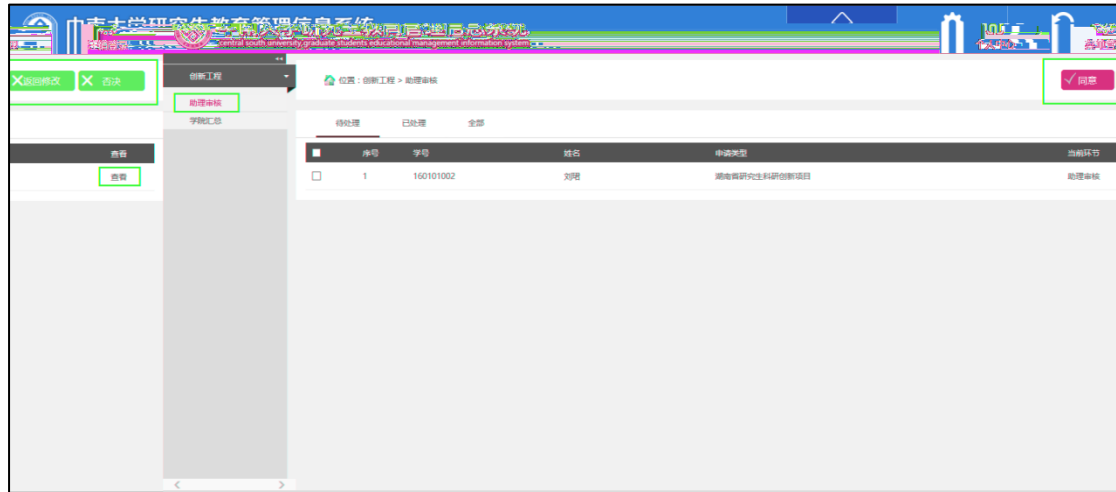 中南大学研究生教育管理信息系统
central south university graduate students educational management information system
返回修改 否决
创新工程
位置：创新工程 > 助理审核
同意
助理审核
学院汇总
待处理 已处理 全部
查看
序号 学号 姓名 申请类型 当前环节
查看
1 160101002 湖南省研究生科研创新项目 助理审核